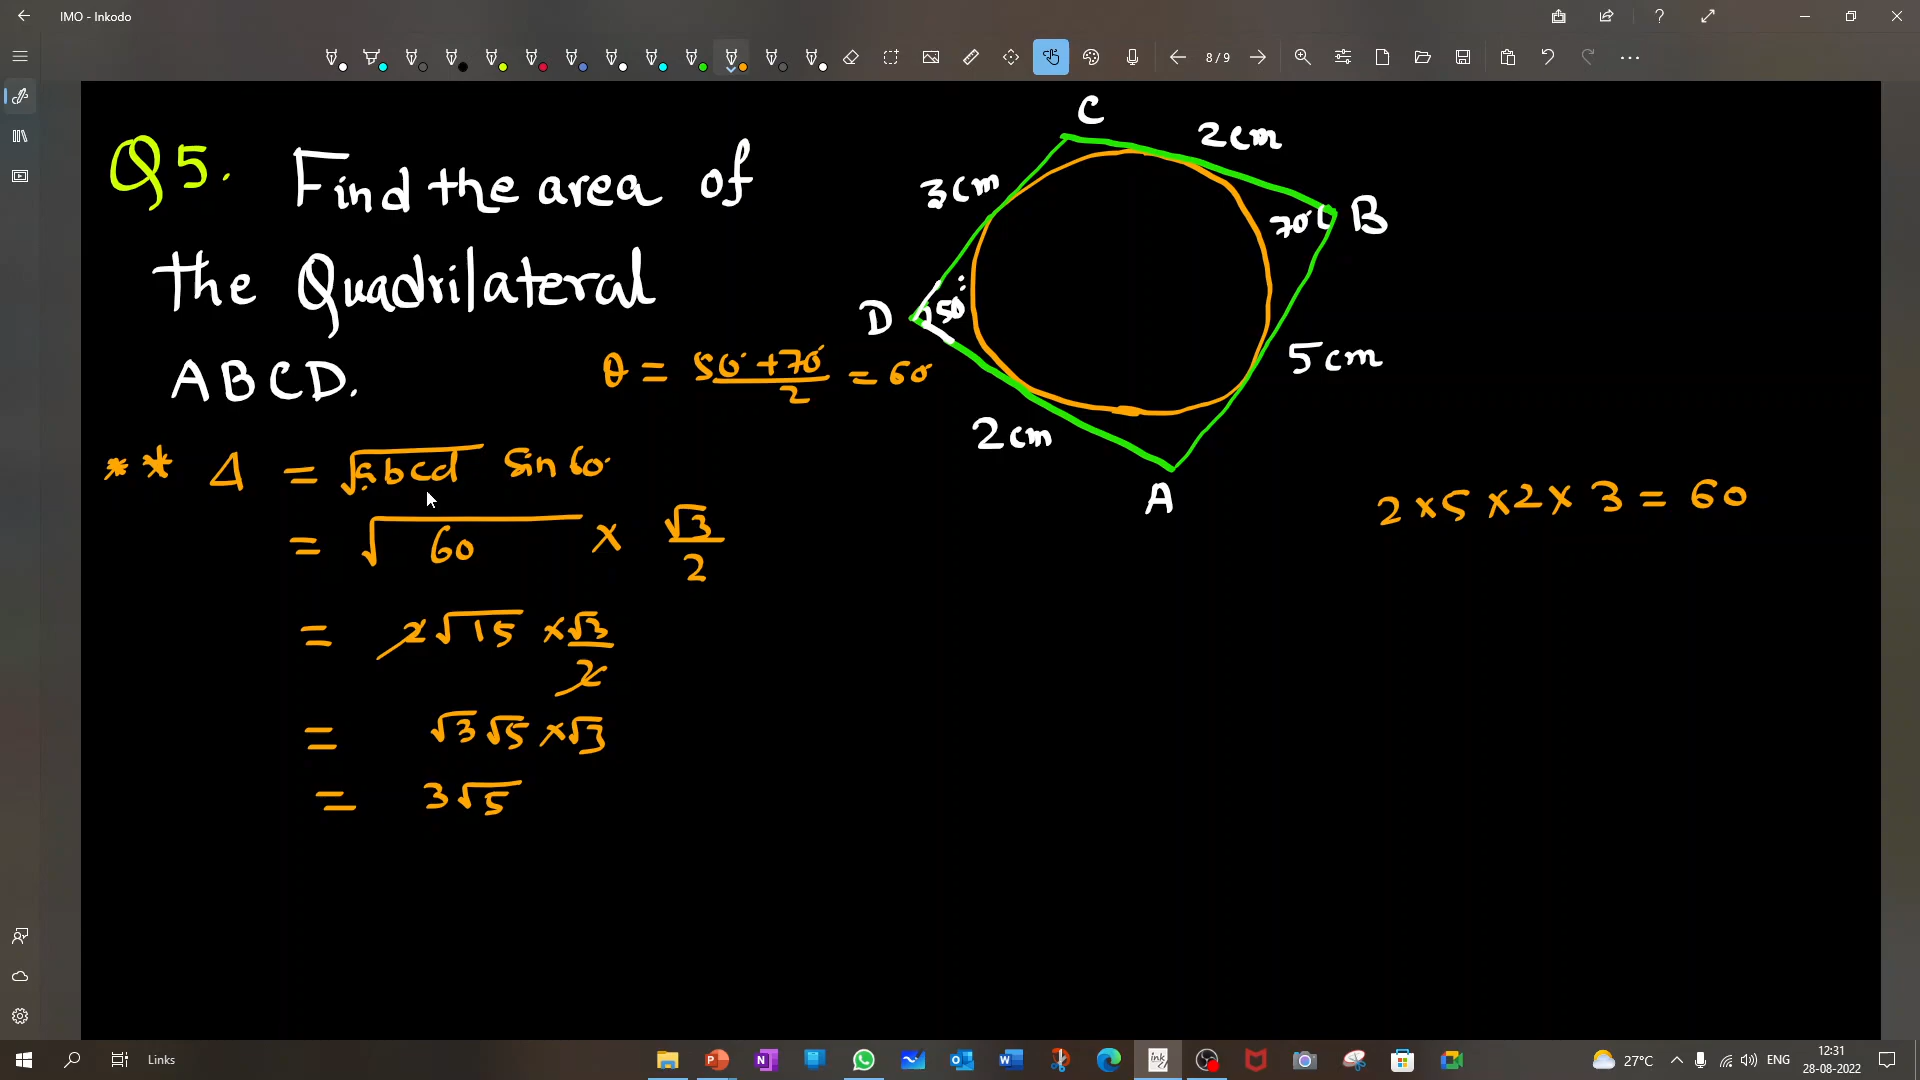 IMO - Inkodo
8/9
Q5. Find the area of
the Quadrilateral
ABCD.
θ = 50° + 70° / 2 = 60°
** Δ = √abcd sin 60°
= √60 × √3 / 2
= 2√15 × √3 / 2
= √3 √5 × √3
= 3√5
C
2cm
3cm
70°
B
D
50°
5cm
2cm
A
2 × 5 × 2 × 3 = 60
Links
27°C
ENG
12:31
28-08-2022